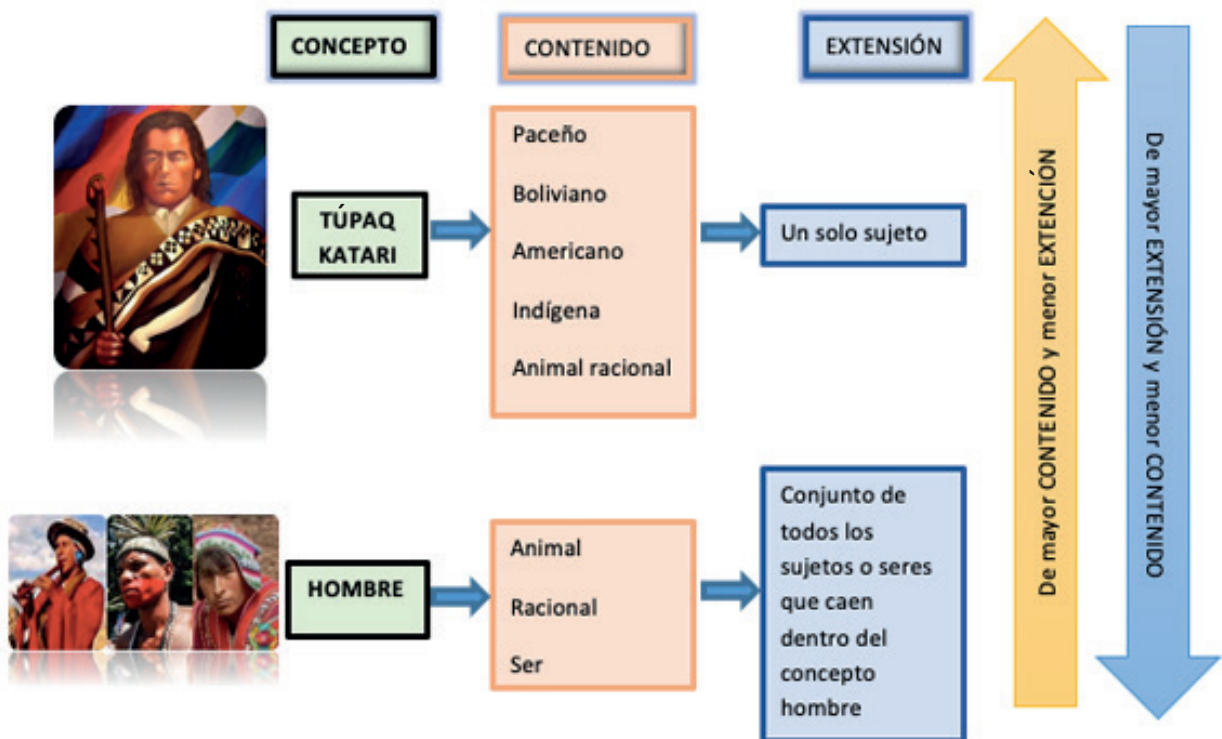 CONCEPTO
CONTENIDO
EXTENSIÓN
TÚPAQ
KATARI
Paceño
Boliviano
Americano
Indígena
Animal racional
Un solo sujeto
HOMBRE
Animal
Racional
Ser
Conjunto de
todos los
sujetos o seres
que caen
dentro del
concepto
hombre
De mayor CONTENIDO y menor EXTENCIÓN
De mayor EXTENSIÓN y menor CONTENIDO